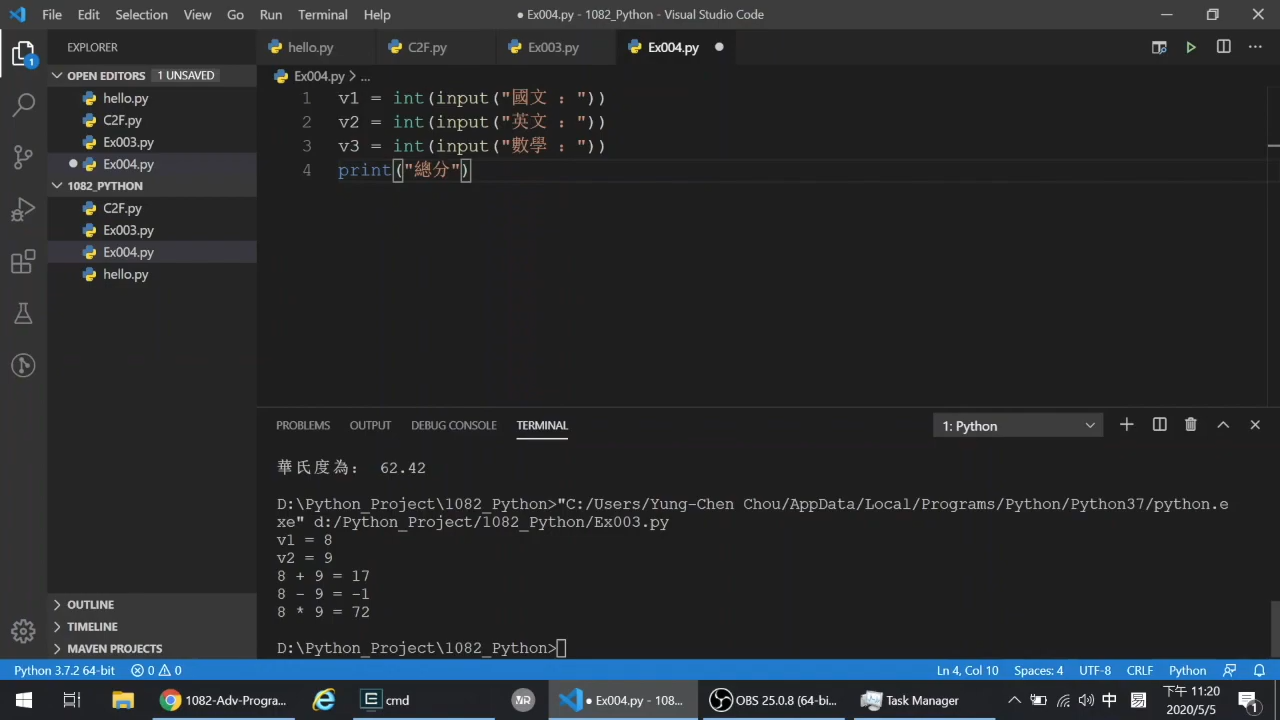 File Edit Selection View Go Run Terminal Help
● Ex004.py - 1082_Python - Visual Studio Code
EXPLORER
hello.py
C2F.py
Ex003.py
Ex004.py
OPEN EDITORS 1 UNSAVED
hello.py
C2F.py
Ex003.py
Ex004.py
1082_PYTHON
C2F.py
Ex003.py
Ex004.py
hello.py
OUTLINE
TIMELINE
MAVEN PROJECTS
1
Ex004.py > ...
1 v1 = int(input("國文 : "))
2 v2 = int(input("英文 : "))
3 v3 = int(input("數學 : "))
4 print("總分")
PROBLEMS OUTPUT DEBUG CONSOLE TERMINAL
1: Python
華氏度為: 62.42
D:\Python_Project\1082_Python>"C:/Users/Yung-Chen Chou/AppData/Local/Programs/Python/Python37/python.e
xe" d:/Python_Project/1082_Python/Ex003.py
v1 = 8
v2 = 9
8 + 9 = 17
8 - 9 = -1
8 * 9 = 72
D:\Python_Project\1082_Python>
Python 3.7.2 64-bit 0 0
Ln 4, Col 10 Spaces: 4 UTF-8 CRLF Python
1082-Adv-Progra...
cmd
● Ex004.py - 108...
OBS 25.0.8 (64-bi...
Task Manager
中
下午 11:20
2020/5/5
1